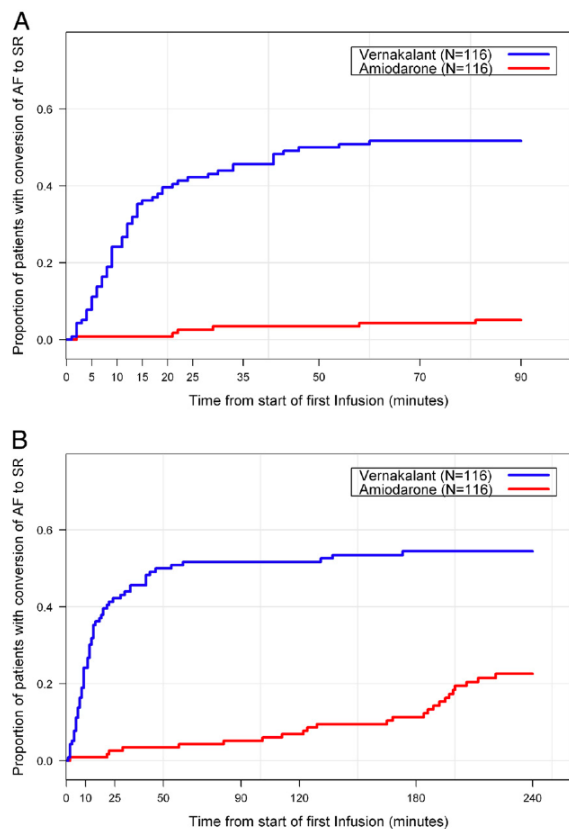 A
Vernakalant (N=116)
Amiodarone (N=116)
Proportion of patients with conversion of AF to SR
0.6
0.4
0.2
0.0
0 5 10 15 20 25 35 50 70 90
Time from start of first Infusion (minutes)
B
Vernakalant (N=116)
Amiodarone (N=116)
Proportion of patients with conversion of AF to SR
0.6
0.4
0.2
0.0
0 10 25 50 90 120 180 240
Time from start of first Infusion (minutes)